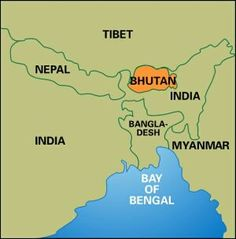 TIBET
NEPAL
BHUTAN
INDIA
BANGLA-
DESH
INDIA
MYANMAR
BAY
OF
BENGAL